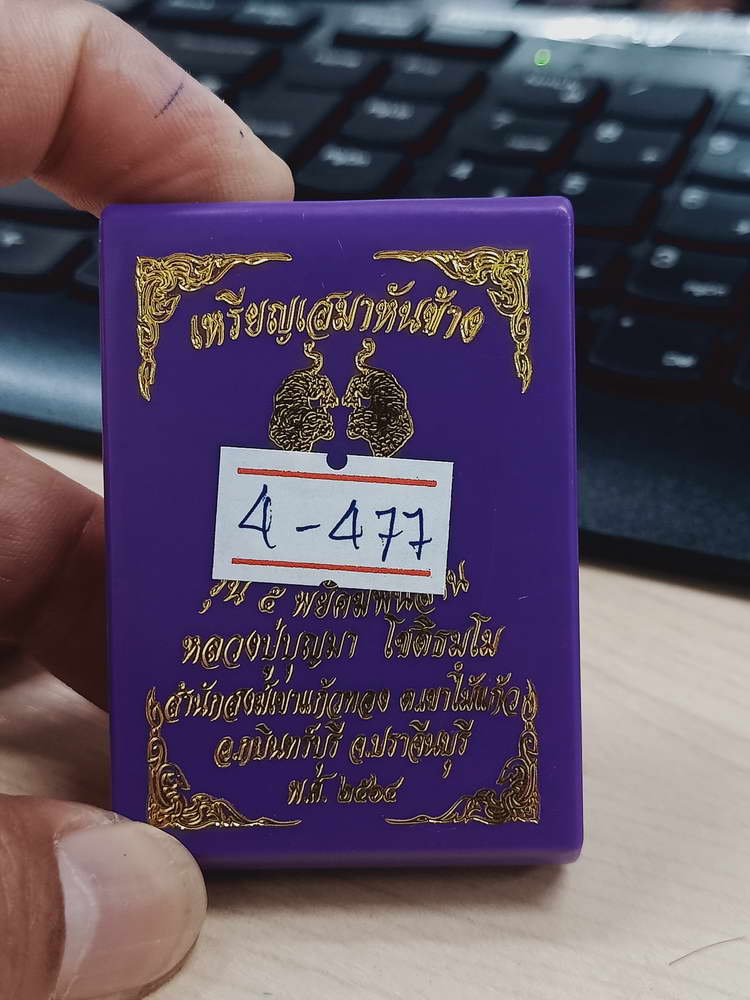 เหรียญเสมาหันข้าง
4-477
รุ่น ๕
หลวงปู่บุญมา โชติธมฺโม
สำนักสงฆ์เขาแก้วทอง ต.เขาไม้แก้ว
อ.กบินทร์บุรี จ.ปราจีนบุรี
พ.ศ. ๒๕๖๔